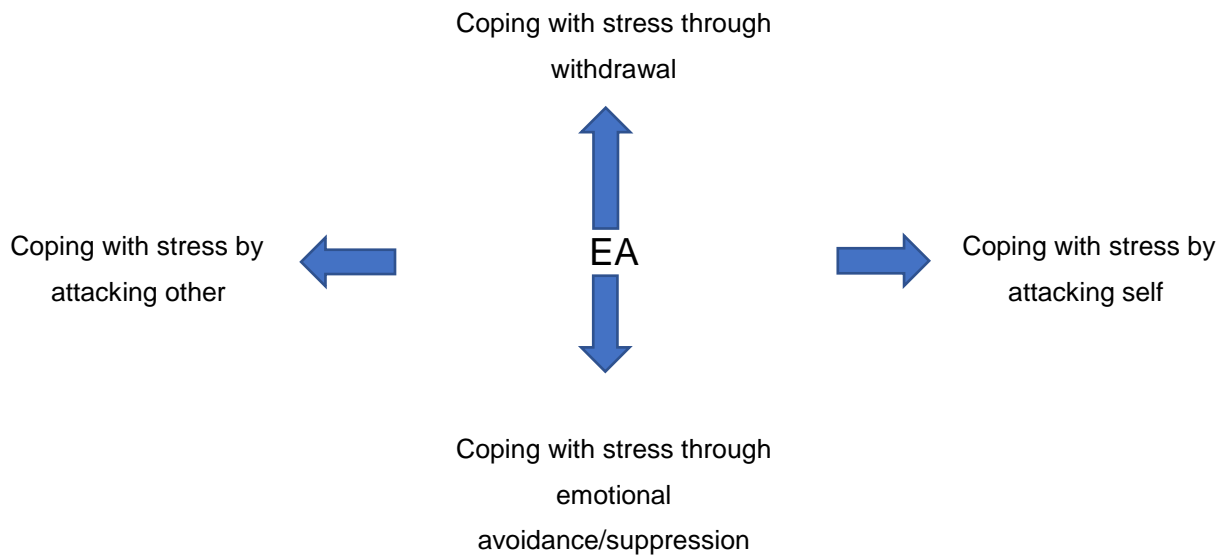 Coping with stress through
withdrawal
Coping with stress by
attacking other
EA
Coping with stress by
attacking self
Coping with stress through
emotional
avoidance/suppression